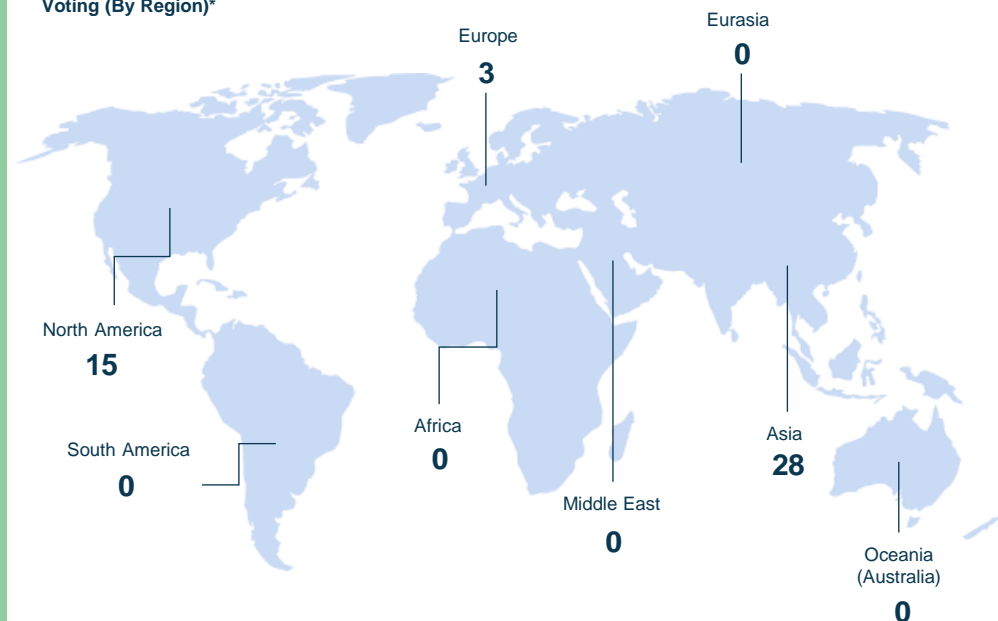 Voting (By Region)*
Eurasia
0
Europe
3
North America
15
South America
0
Africa
0
Middle East
0
Asia
28
Oceania
(Australia)
0